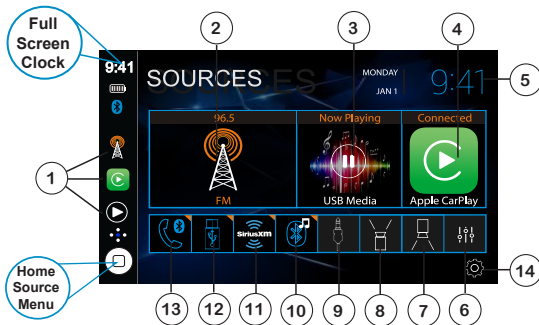 Full
Screen
Clock
2
3
4
9:41
SOURCES
MONDAY
JAN 1
9:41
5
96.5
Now Playing
Connected
1
FM
USB Media
Apple CarPlay
SiriusXM
Home
Source
Menu
13
12
11
10
9
8
7
6
14